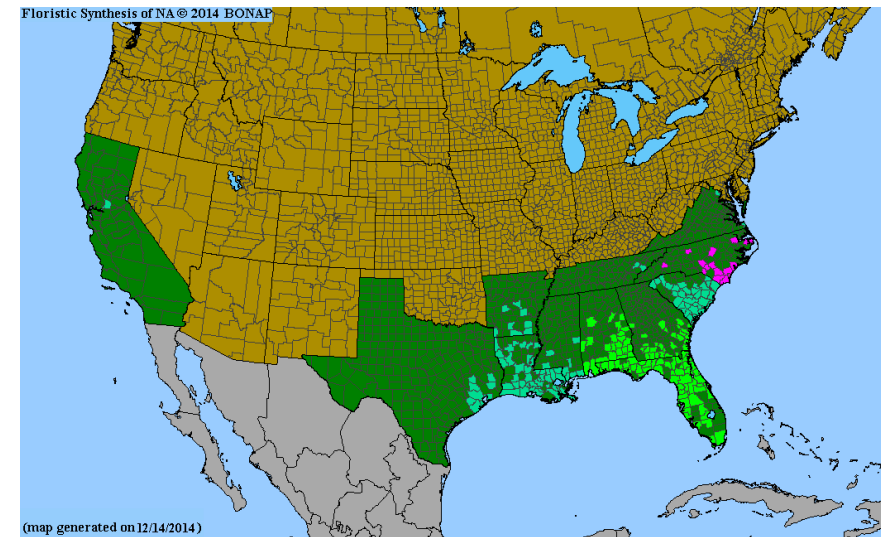 Floristic Synthesis of NA © 2014 BONAP
(map generated on 12/14/2014)